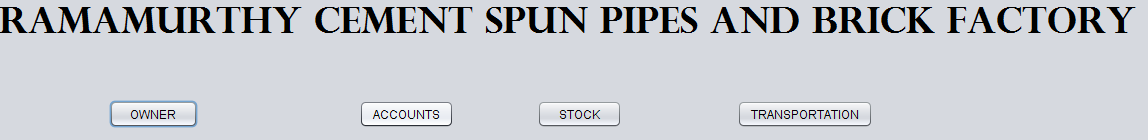 RAMAMURTHY CEMENT SPUN PIPES AND BRICK FACTORY
OWNER ACCOUNTS STOCK TRANSPORTATION